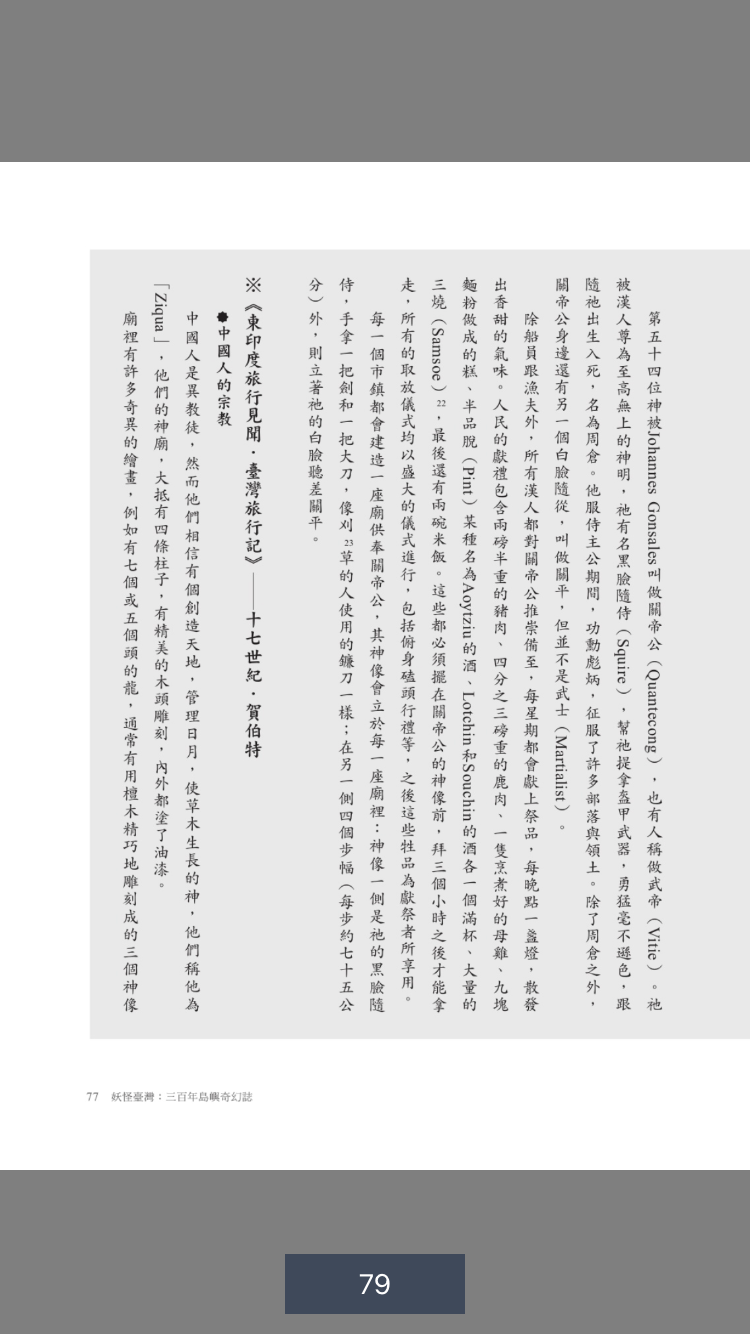 第五十四位神被Johannes Gonsales叫做關帝公（Quantecong），也有人稱做武帝（Vitie）。祂
被漢人尊為至高無上的神明，祂有名黑臉隨侍（Squire），幫祂提拿盔甲武器，勇猛毫不遜色，跟
隨祂出生入死，名為周倉。他服侍主公期間，功勳彪炳，征服了許多部落與領土。除了周倉之外，
關帝公身邊還有另一個白臉隨從，叫做關平，但並不是武士（Martialist）。
除船員跟漁夫外，所有漢人都對關帝公推崇備至，每星期都會獻上祭品，每晚點一盞燈，散發
出香甜的氣味。人民的獻禮包含兩磅半重的豬肉、四分之三磅重的鹿肉、一隻烹煮好的母雞、九塊
麵粉做成的糕、半品脫（Pint）某種名為Aoytziu的酒、Lotchin和Souchin的酒各一個滿杯、大量的
三燒（Samsoe）22，最後還有兩碗米飯。這些都必須擺在關帝公的神像前，拜三個小時之後才能拿
走，所有的取放儀式均以盛大的儀式進行，包括俯身磕頭行禮等，之後這些牲品為獻祭者所享用。
每一個市鎮都會建造一座廟供奉關帝公，其神像會立於每一座廟裡：神像一側是祂的黑臉隨
侍，手拿一把劍和一把大刀，像刈23草的人使用的鐮刀一樣；在另一側四個步幅（每步約七十五公
分）外，則立著祂的白臉聽差關平。
※《東印度旅行見聞．臺灣旅行記》——十七世紀．賀伯特
●中國人的宗教
中國人是異教徒，然而他們相信有個創造天地，管理日月，使草木生長的神，他們稱他為
「Ziqua」，他們的神廟，大抵有四條柱子，有精美的木頭雕刻，內外都塗了油漆。
廟裡有許多奇異的繪畫，例如有七個或五個頭的龍，通常有用檀木精巧地雕刻成的三個神像
77 妖怪臺灣：三百年島嶼奇幻誌
79